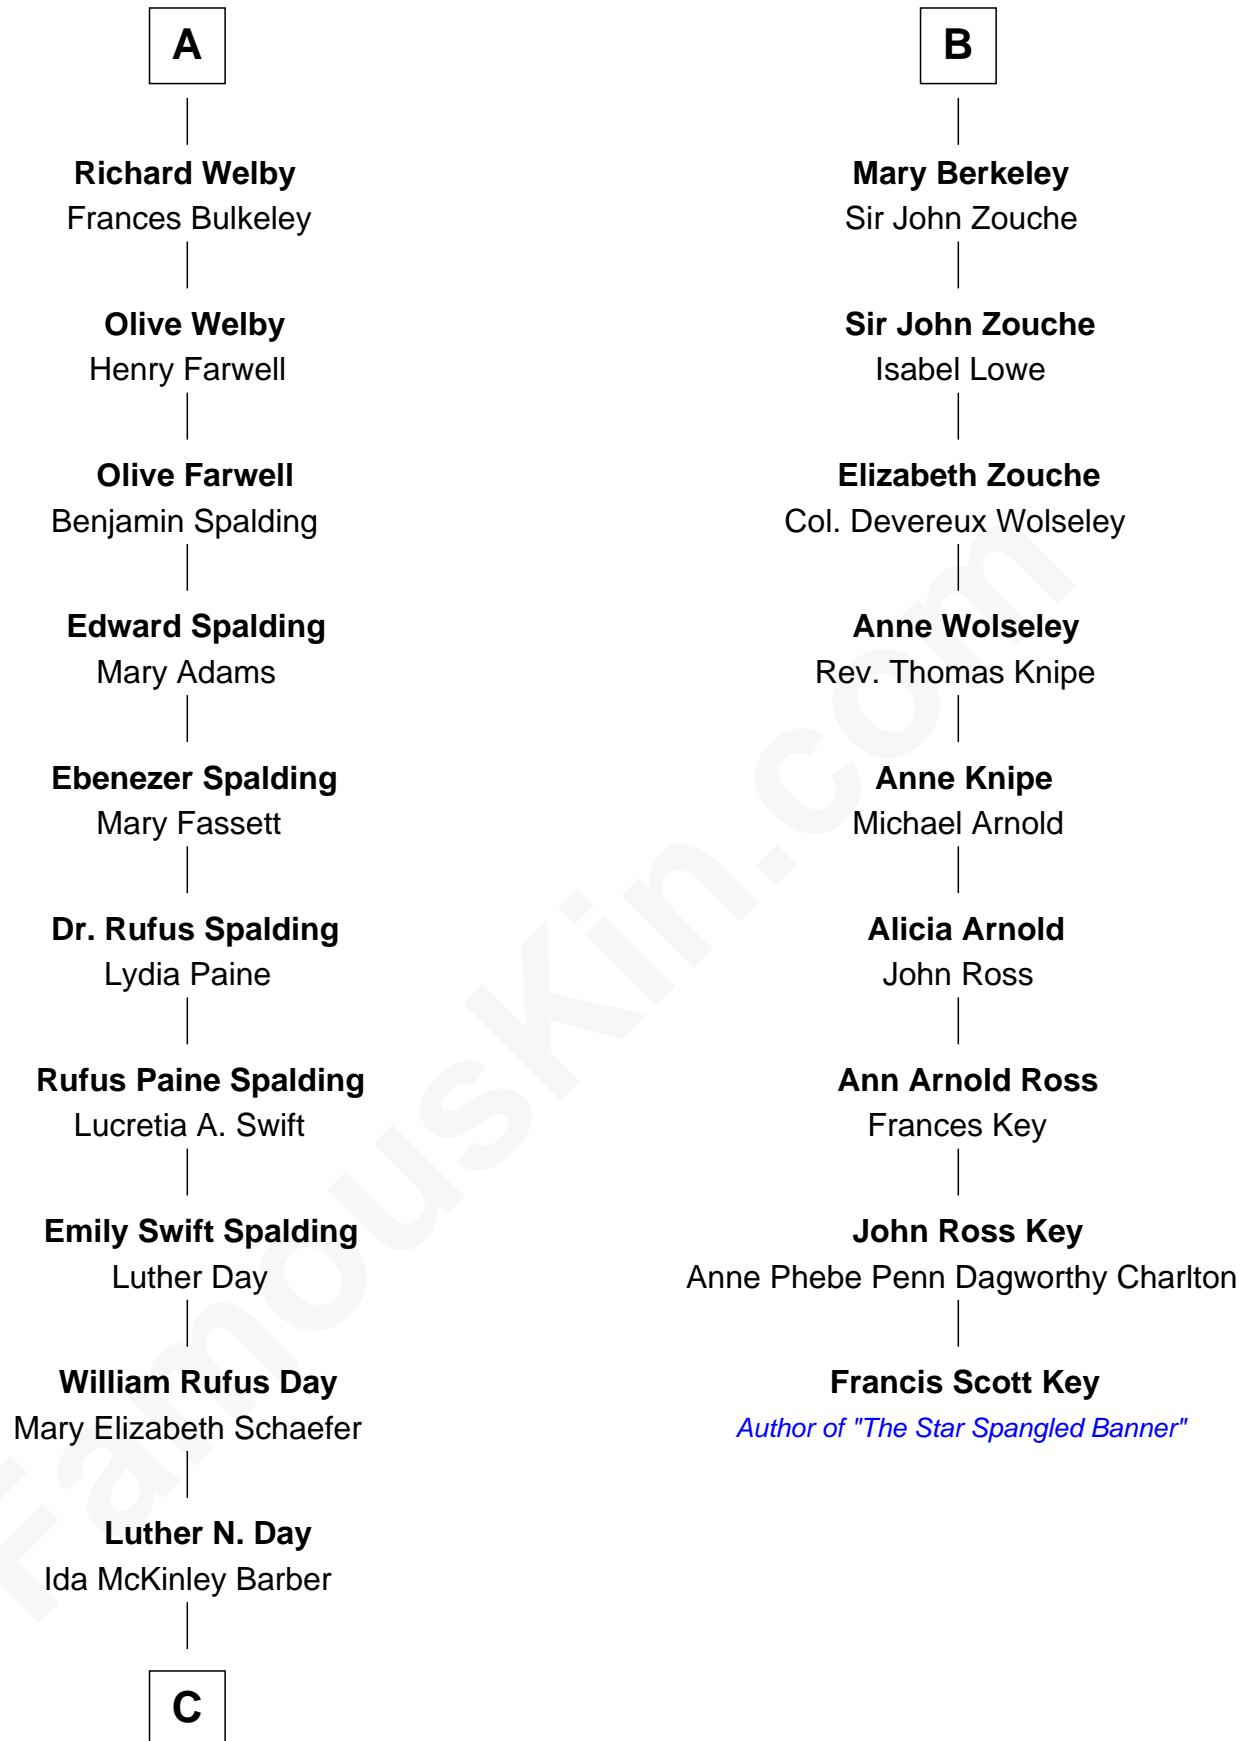 A
Richard Welby
Frances Bulkeley
Olive Welby
Henry Farwell
Olive Farwell
Benjamin Spalding
Edward Spalding
Mary Adams
Ebenezer Spalding
Mary Fassett
Dr. Rufus Spalding
Lydia Paine
Rufus Paine Spalding
Lucretia A. Swift
Emily Swift Spalding
Luther Day
William Rufus Day
Mary Elizabeth Schaefer
Luther N. Day
Ida McKinley Barber
C
B
Mary Berkeley
Sir John Zouche
Sir John Zouche
Isabel Lowe
Elizabeth Zouche
Col. Devereux Wolseley
Anne Wolseley
Rev. Thomas Knipe
Anne Knipe
Michael Arnold
Alicia Arnold
John Ross
Ann Arnold Ross
Frances Key
John Ross Key
Anne Phebe Penn Dagworthy Charlton
Francis Scott Key
Author of "The Star Spangled Banner"
FamousKin.com